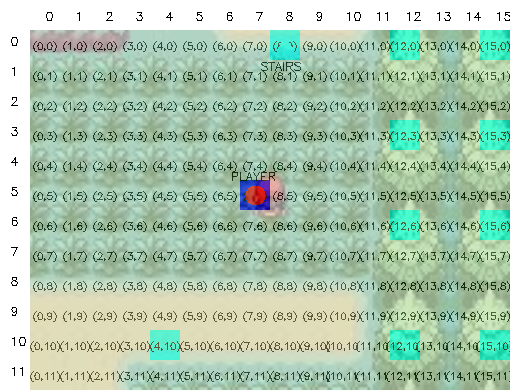 0 1 2 3 4 5 6 7 8 9 10 11 12 13 14 15
0 (0,0) (1,0) (2,0) (3,0) (4,0) (5,0) (6,0) (7,0) (9,0) (10,0) (11,0) (12,0) (13,0) (14,0) (15,0)
STAIRS
1 (0,1) (1,1) (2,1) (3,1) (4,1) (5,1) (6,1) (7,1) (8,1) (9,1) (10,1) (11,1) (12,1) (13,1) (14,1) (15,1)
2 (0,2) (1,2) (2,2) (3,2) (4,2) (5,2) (6,2) (7,2) (8,2) (9,2) (10,2) (11,2) (12,2) (13,2) (14,2) (15,2)
3 (0,3) (1,3) (2,3) (3,3) (4,3) (5,3) (6,3) (7,3) (8,3) (9,3) (10,3) (11,3) (12,3) (13,3) (14,3) (15,3)
4 (0,4) (1,4) (2,4) (3,4) (4,4) (5,4) (6,4) (7,4) (8,4) (9,4) (10,4) (11,4) (12,4) (13,4) (14,4) (15,4)
PLAYER
5 (0,5) (1,5) (2,5) (3,5) (4,5) (5,5) (6,5) (8,5) (9,5) (10,5) (11,5) (12,5) (13,5) (14,5) (15,5)
6 (0,6) (1,6) (2,6) (3,6) (4,6) (5,6) (6,6) (7,6) (8,6) (9,6) (10,6) (11,6) (12,6) (13,6) (14,6) (15,6)
7 (0,7) (1,7) (2,7) (3,7) (4,7) (5,7) (6,7) (7,7) (8,7) (9,7) (10,7) (11,7) (12,7) (13,7) (14,7) (15,7)
8 (0,8) (1,8) (2,8) (3,8) (4,8) (5,8) (6,8) (7,8) (8,8) (9,8) (10,8) (11,8) (12,8) (13,8) (14,8) (15,8)
9 (0,9) (1,9) (2,9) (3,9) (4,9) (5,9) (6,9) (7,9) (8,9) (9,9) (10,9) (11,9) (12,9) (13,9) (14,9) (15,9)
10 (0,10) (1,10) (2,10) (3,10) (4,10) (5,10) (6,10) (7,10) (8,10) (9,10) (10,10) (11,10) (12,10) (13,10) (14,10) (15,10)
11 (0,11) (1,11) (2,11) (3,11) (4,11) (5,11) (6,11) (7,11) (8,11) (9,11) (10,11) (11,11) (12,11) (13,11) (14,11) (15,11)